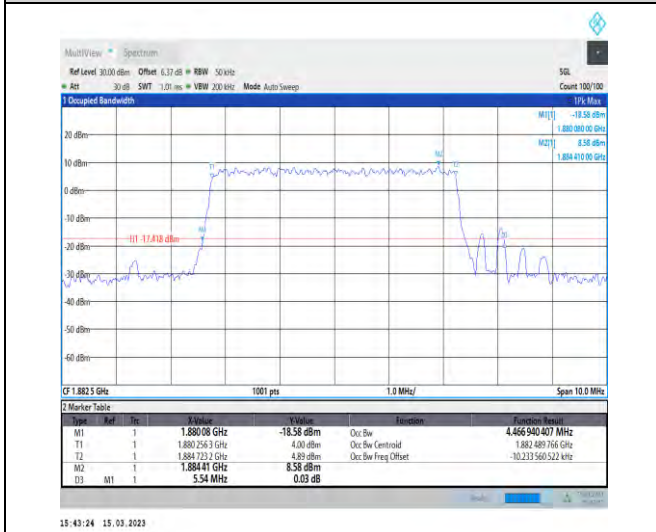 MultiView Spectrum
Ref Level 30.00 dBm Offset 6.37 dB RBW 50 kHz SGL
Att 30 dB SWT 1.01 ms VBW 200 kHz Mode Auto Sweep Count 100/100
1 Occupied Bandwidth 1Pk Max
M1[1] -18.58 dBm
1.880 080 00 GHz
M2[1] 8.58 dBm
1.884 410 00 GHz
20 dBm
10 dBm
0 dBm
-10 dBm
H1 -17.418 dBm
-20 dBm
-30 dBm
-40 dBm
-50 dBm
-60 dBm
M2
T1
T2
CF 1.882 5 GHz 1001 pts 1.0 MHz/ Span 10.0 MHz
2 Marker Table
Type Ref Trc X-Value Y-Value Function Function Result
M1 1 1.88008 GHz -18.58 dBm Occ Bw 4.466 940 407 MHz
T1 1 1.880 256 3 GHz 4.00 dBm Occ Bw Centroid 1.882 489 766 GHz
T2 1 1.884 723 2 GHz 4.89 dBm Occ Bw Freq Offset -10.233 560 522 kHz
M2 1 1.88441 GHz 8.58 dBm
D3 M1 1 5.54 MHz 0.03 dB
15:43:24 15.03.2023